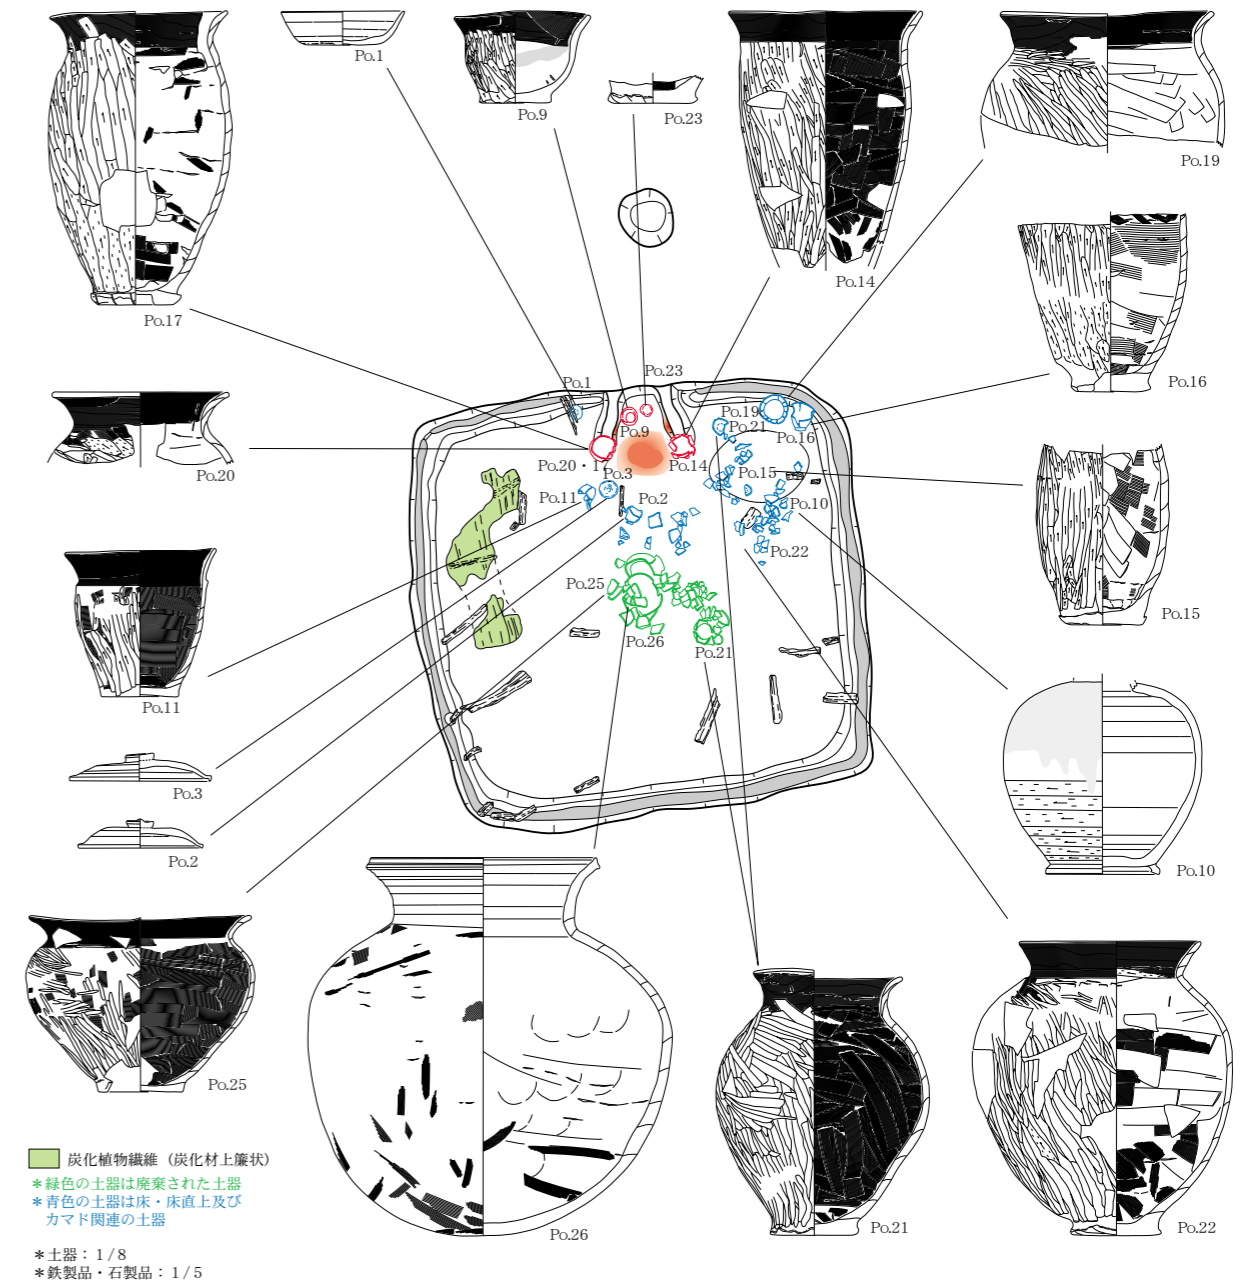 Po.1
Po.9
Po.23
Po.19
Po.14
Po.17
Po.16
Po.20
Po.15
Po.11
Po.3
Po.2
Po.10
Po.25
Po.26
Po.21
Po.22
Po.23
Po.1
Po.19
Po.21
Po.9
Po.16
Po.20・17
Po.3
Po.14
Po.15
Po.11
Po.2
Po.10
Po.22
Po.25
Po.26
Po.21
炭化植物繊維（炭化材上簾状）
＊緑色の土器は廃棄された土器
＊青色の土器は床・床直上及び
カマド関連の土器
＊土器：1/8
＊鉄製品・石製品：1/5